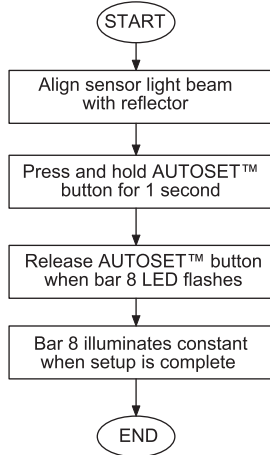 START
Align sensor light beam
with reflector
Press and hold AUTOSET™
button for 1 second
Release AUTOSET™ button
when bar 8 LED flashes
Bar 8 illuminates constant
when setup is complete
END